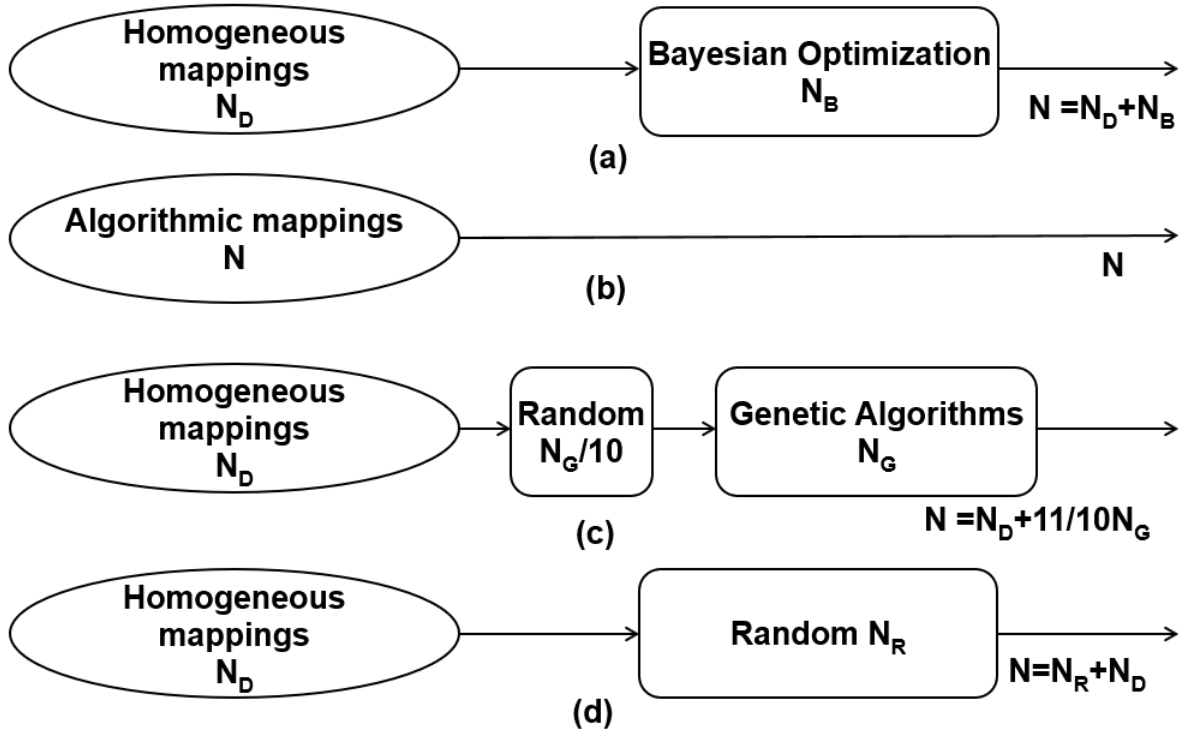 Homogeneous
mappings
N_D
Bayesian Optimization
N_B
N =N_D+N_B
(a)
Algorithmic mappings
N
N
(b)
Homogeneous
mappings
N_D
Random
N_G/10
Genetic Algorithms
N_G
N =N_D+11/10N_G
(c)
Homogeneous
mappings
N_D
Random N_R
N=N_R+N_D
(d)